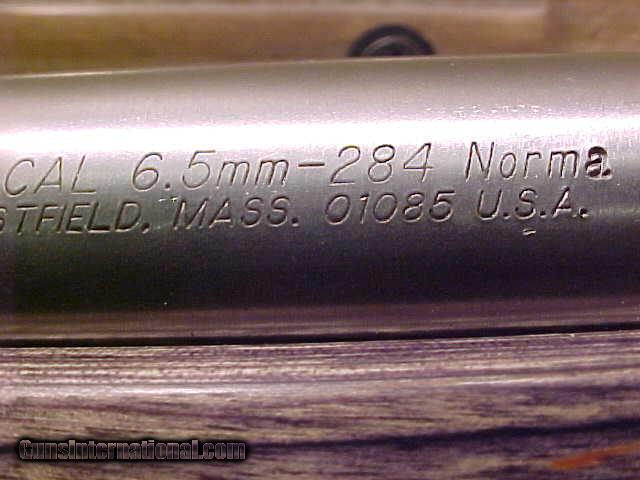 CAL 6.5mm-284 Norma
STFIELD, MASS. 01085 U.S.A.
GunsInternational.com